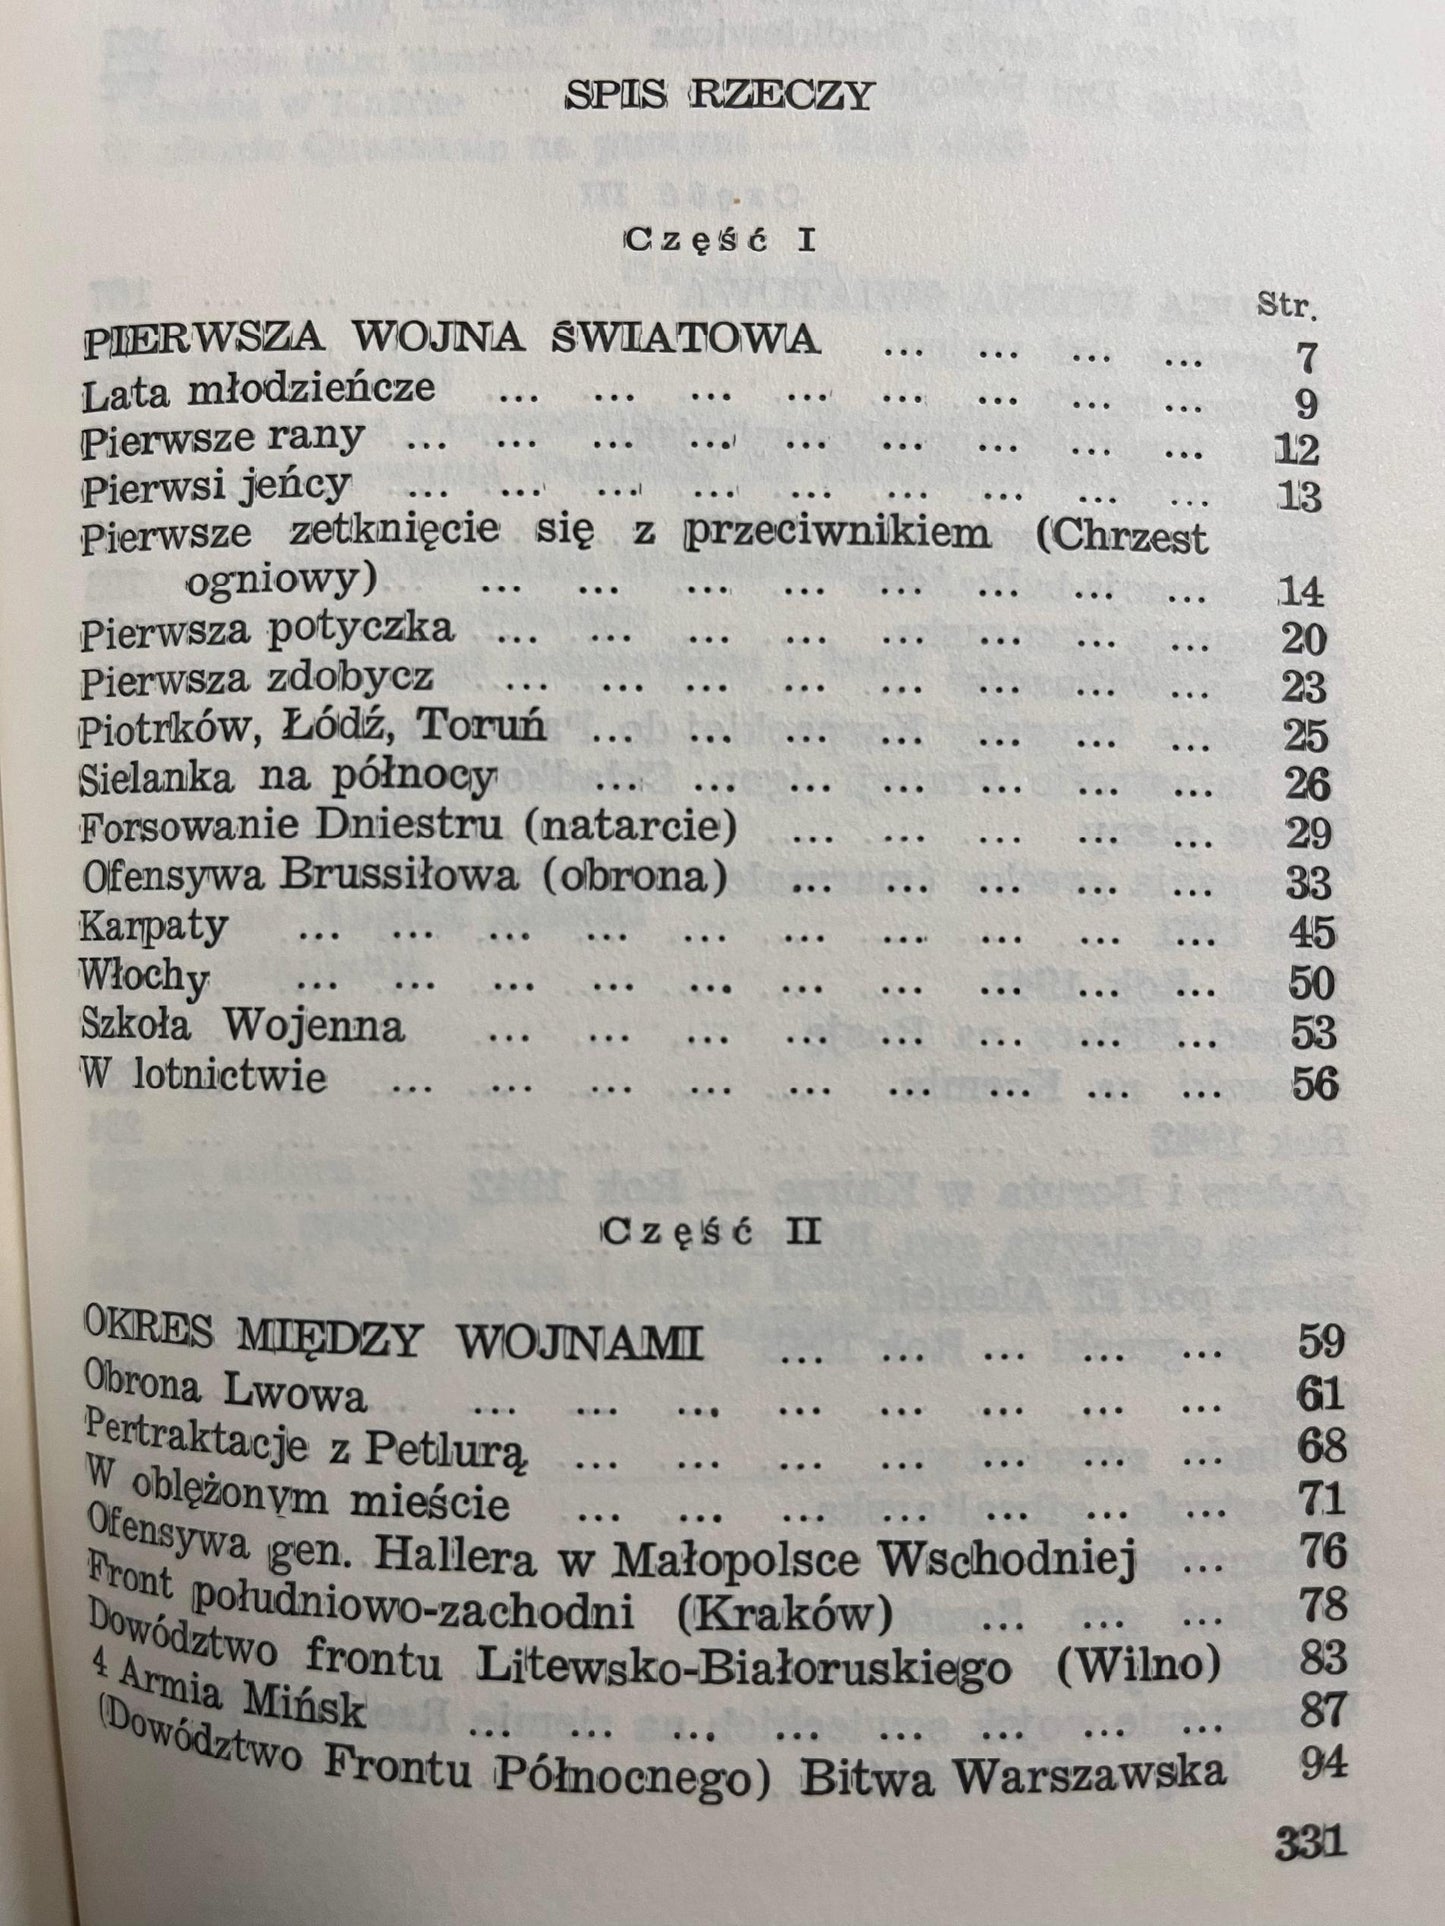 SPIS RZECZY
Część I
Str.
PIERWSZA WOJNA ŚWIATOWA ... ... ... ... 7
Lata młodzieńcze ... ... ... ... ... ... ... ... 9
Pierwsze rany ... ... ... ... ... ... ... ... ... 12
Pierwsi jeńcy ... ... ... ... ... ... ... ... ... 13
Pierwsze zetknięcie się z przeciwnikiem (Chrzest
ogniowy) ... ... ... ... ... ... ... ... 14
Pierwsza potyczka ... ... ... ... ... ... ... ... 20
Pierwsza zdobycz ... ... ... ... ... ... ... ... 23
Piotrków, Łódź, Toruń ... ... ... ... ... ... ... 25
Sielanka na północy ... ... ... ... ... ... ... 26
Forsowanie Dniestru (natarcie) ... ... ... ... ... 29
Ofensywa Brussiłowa (obrona) ... ... ... ... ... 33
Karpaty ... ... ... ... ... ... ... ... ... ... 45
Włochy ... ... ... ... ... ... ... ... ... ... 50
Szkoła Wojenna ... ... ... ... ... ... ... ... 53
W lotnictwie ... ... ... ... ... ... ... ... ... 56
Część II
OKRES MIĘDZY WOJNAMI ... ... ... ... ... 59
Obrona Lwowa ... ... ... ... ... ... ... ... 61
Pertraktacje z Petlurą ... ... ... ... ... ... ... 68
W oblężonym mieście ... ... ... ... ... ... ... 71
Ofensywa gen. Hallera w Małopolsce Wschodniej ... 76
Front południowo-zachodni (Kraków) ... ... ... 78
Dowództwo frontu Litewsko-Białoruskiego (Wilno) 83
4 Armia Mińsk ... ... ... ... ... ... ... ... 87
(Dowództwo Frontu Północnego) Bitwa Warszawska 94
331